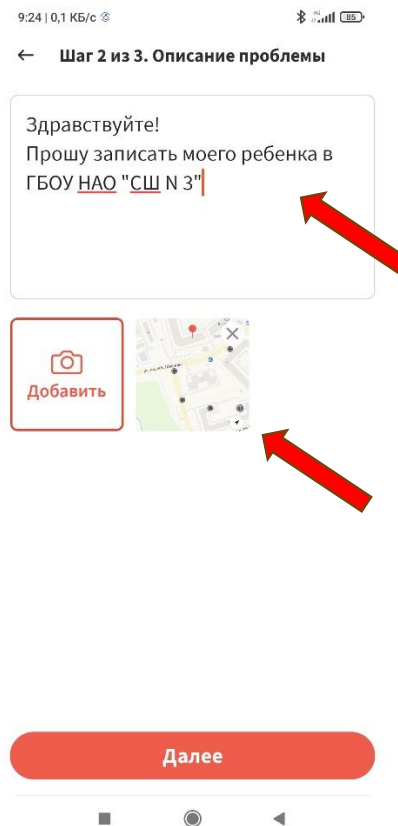 9:24 | 0,1 КБ/с
85
Шаг 2 из 3. Описание проблемы
Здравствуйте!
Прошу записать моего ребенка в
ГБОУ НАО "СШ N 3"
Добавить
Далее